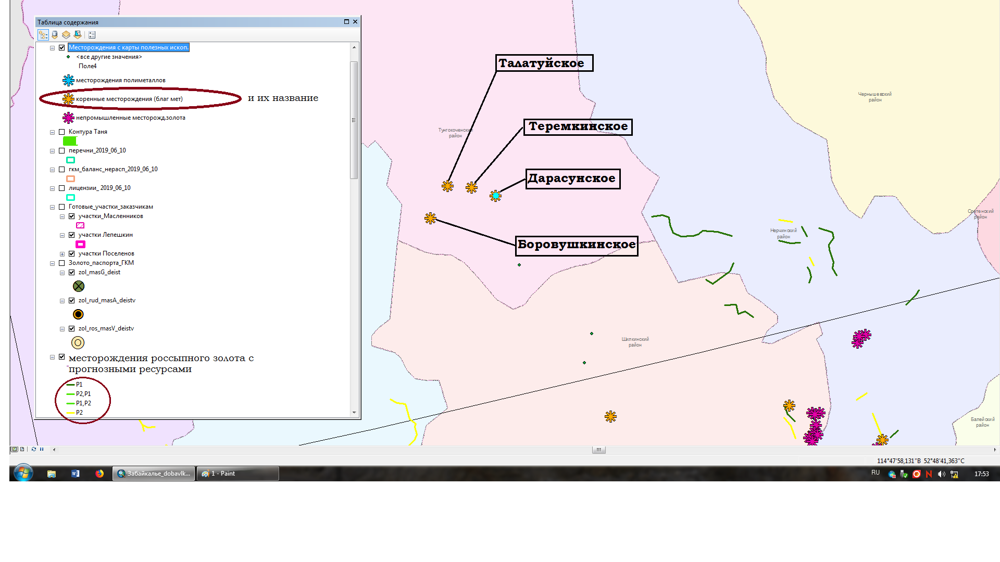 Таблица содержания
Месторождения с карты полезных ископ.
<все другие значения>
Поле4
месторождения полиметаллов
коренные месторождения (благ мет)
и их название
непромышленные месторожд.золота
Контура Таня
перечни_2019_06_10
гкм_баланс_нерасп_2019_06_10
лицензии_ 2019_06_10
Готовые_участки_заказчикам
участки_Масленников
участки Лепешкин
участки Поселенов
Золото_паспорта_ГКМ
zol_masG_deist
zol_rud_masA_deistv
zol_ros_masV_deistv
месторождения россыпного золота с
прогнозными ресурсами
P1
P2,P1
P1,P2
P2
Талатуйское
Теремкинское
Дарасунское
Боровушкинское
Тунгокоченский
район
Чернышевский
район
Сретенский
район
Нерчинский
район
Шилкинский
район
Балейский
район
114°47'58,131"В 52°48'41,363"С
Забайкалье_dobavlk...
1 - Paint
RU
17:53